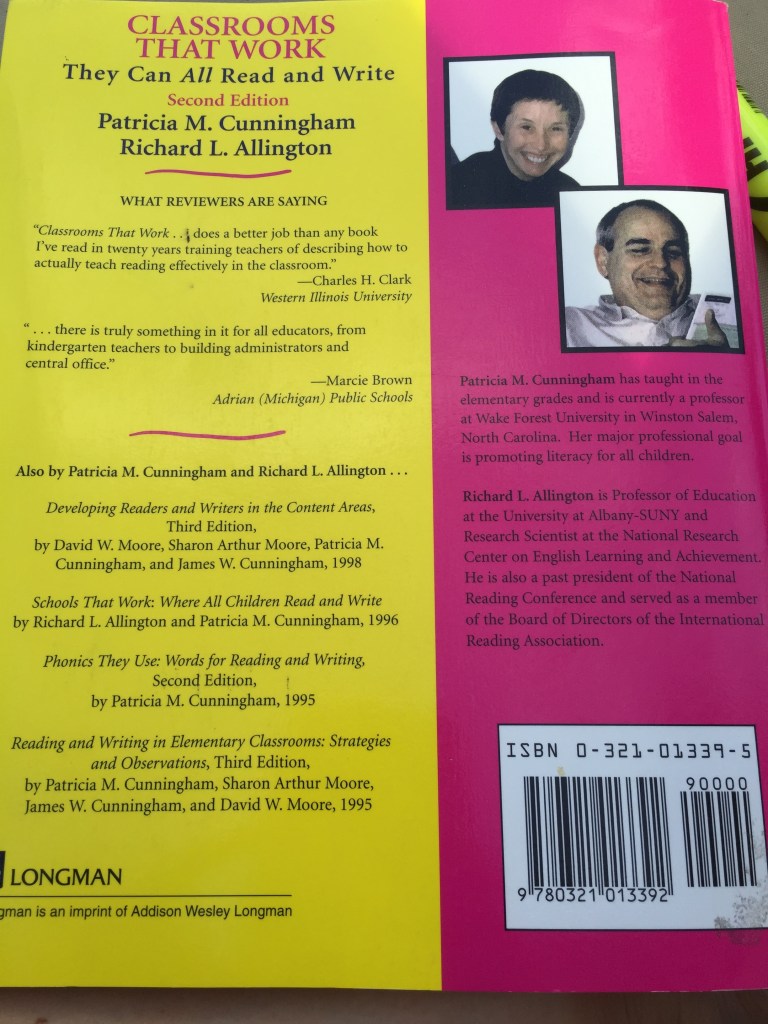 CLASSROOMS
THAT WORK
They Can All Read and Write
Second Edition
Patricia M. Cunningham
Richard L. Allington
WHAT REVIEWERS ARE SAYING
“Classrooms That Work . . . does a better job than any book
I’ve read in twenty years training teachers of describing how to
actually teach reading effectively in the classroom.”
—Charles H. Clark
Western Illinois University
“ . . . there is truly something in it for all educators, from
kindergarten teachers to building administrators and
central office.”
—Marcie Brown
Adrian (Michigan) Public Schools
Also by Patricia M. Cunningham and Richard L. Allington . . .
Developing Readers and Writers in the Content Areas,
Third Edition,
by David W. Moore, Sharon Arthur Moore, Patricia M.
Cunningham, and James W. Cunningham, 1998
Schools That Work: Where All Children Read and Write
by Richard L. Allington and Patricia M. Cunningham, 1996
Phonics They Use: Words for Reading and Writing,
Second Edition,
by Patricia M. Cunningham, 1995
Reading and Writing in Elementary Classrooms: Strategies
and Observations, Third Edition,
by Patricia M. Cunningham, Sharon Arthur Moore,
James W. Cunningham, and David W. Moore, 1995
LONGMAN
gman is an imprint of Addison Wesley Longman
Patricia M. Cunningham has taught in the
elementary grades and is currently a professor
at Wake Forest University in Winston Salem,
North Carolina. Her major professional goal
is promoting literacy for all children.
Richard L. Allington is Professor of Education
at the University at Albany-SUNY and
Research Scientist at the National Research
Center on English Learning and Achievement.
He is also a past president of the National
Reading Conference and served as a member
of the Board of Directors of the International
Reading Association.
ISBN 0-321-01339-5
90000
9 780321 013392